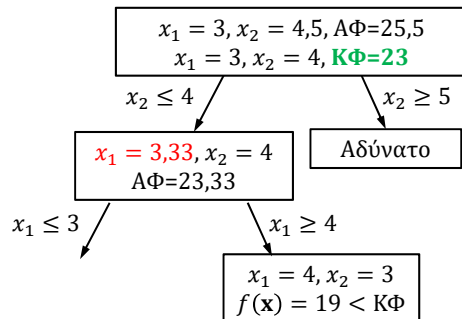 x₁ = 3, x₂ = 4,5, ΑΦ=25,5
x₁ = 3, x₂ = 4, ΚΦ=23
x₂ ≤ 4
x₂ ≥ 5
x₁ = 3,33, x₂ = 4
ΑΦ=23,33
Αδύνατο
x₁ ≤ 3
x₁ ≥ 4
x₁ = 4, x₂ = 3
f(𝐱) = 19 < ΚΦ